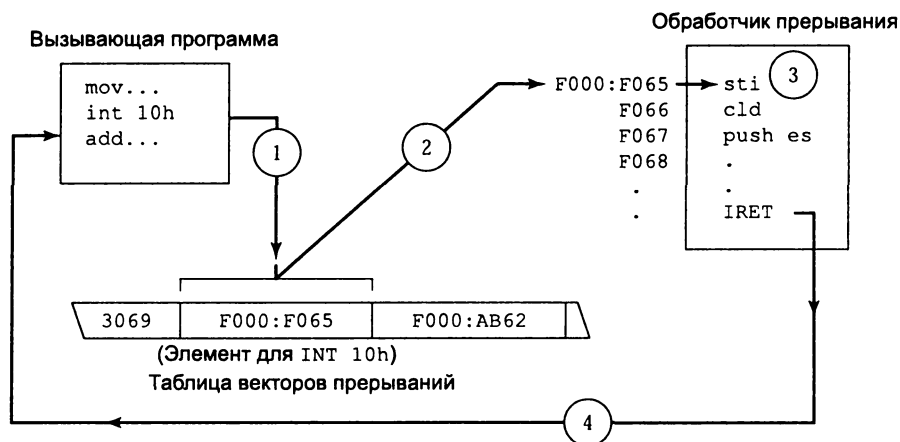 Обработчик прерывания
Вызывающая программа
mov...
int 10h
add...
1
2
3
F000:F065
F066
F067
F068
.
.
sti
cld
push es
.
.
IRET
3069
F000:F065
F000:AB62
(Элемент для INT 10h)
Таблица векторов прерываний
4